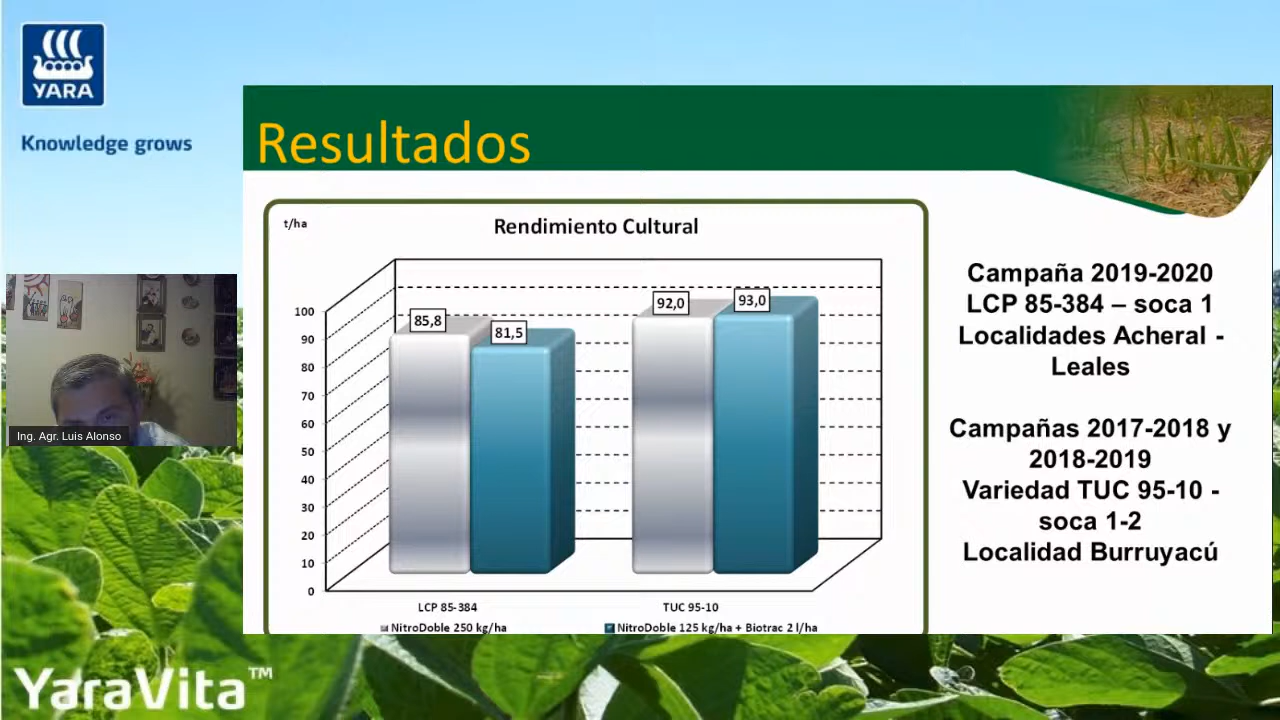 YARA
Knowledge grows
Resultados
t/ha
Rendimiento Cultural
100
90
80
70
60
50
40
30
20
10
0
85,8
81,5
92,0
93,0
LCP 85-384
TUC 95-10
NitroDoble 250 kg/ha
NitroDoble 125 kg/ha + Biotrac 2 l/ha
Campaña 2019-2020
LCP 85-384 – soca 1
Localidades Acheral -
Leales
Campañas 2017-2018 y
2018-2019
Variedad TUC 95-10 -
soca 1-2
Localidad Burruyacú
Ing. Agr. Luis Alonso
YaraVita™